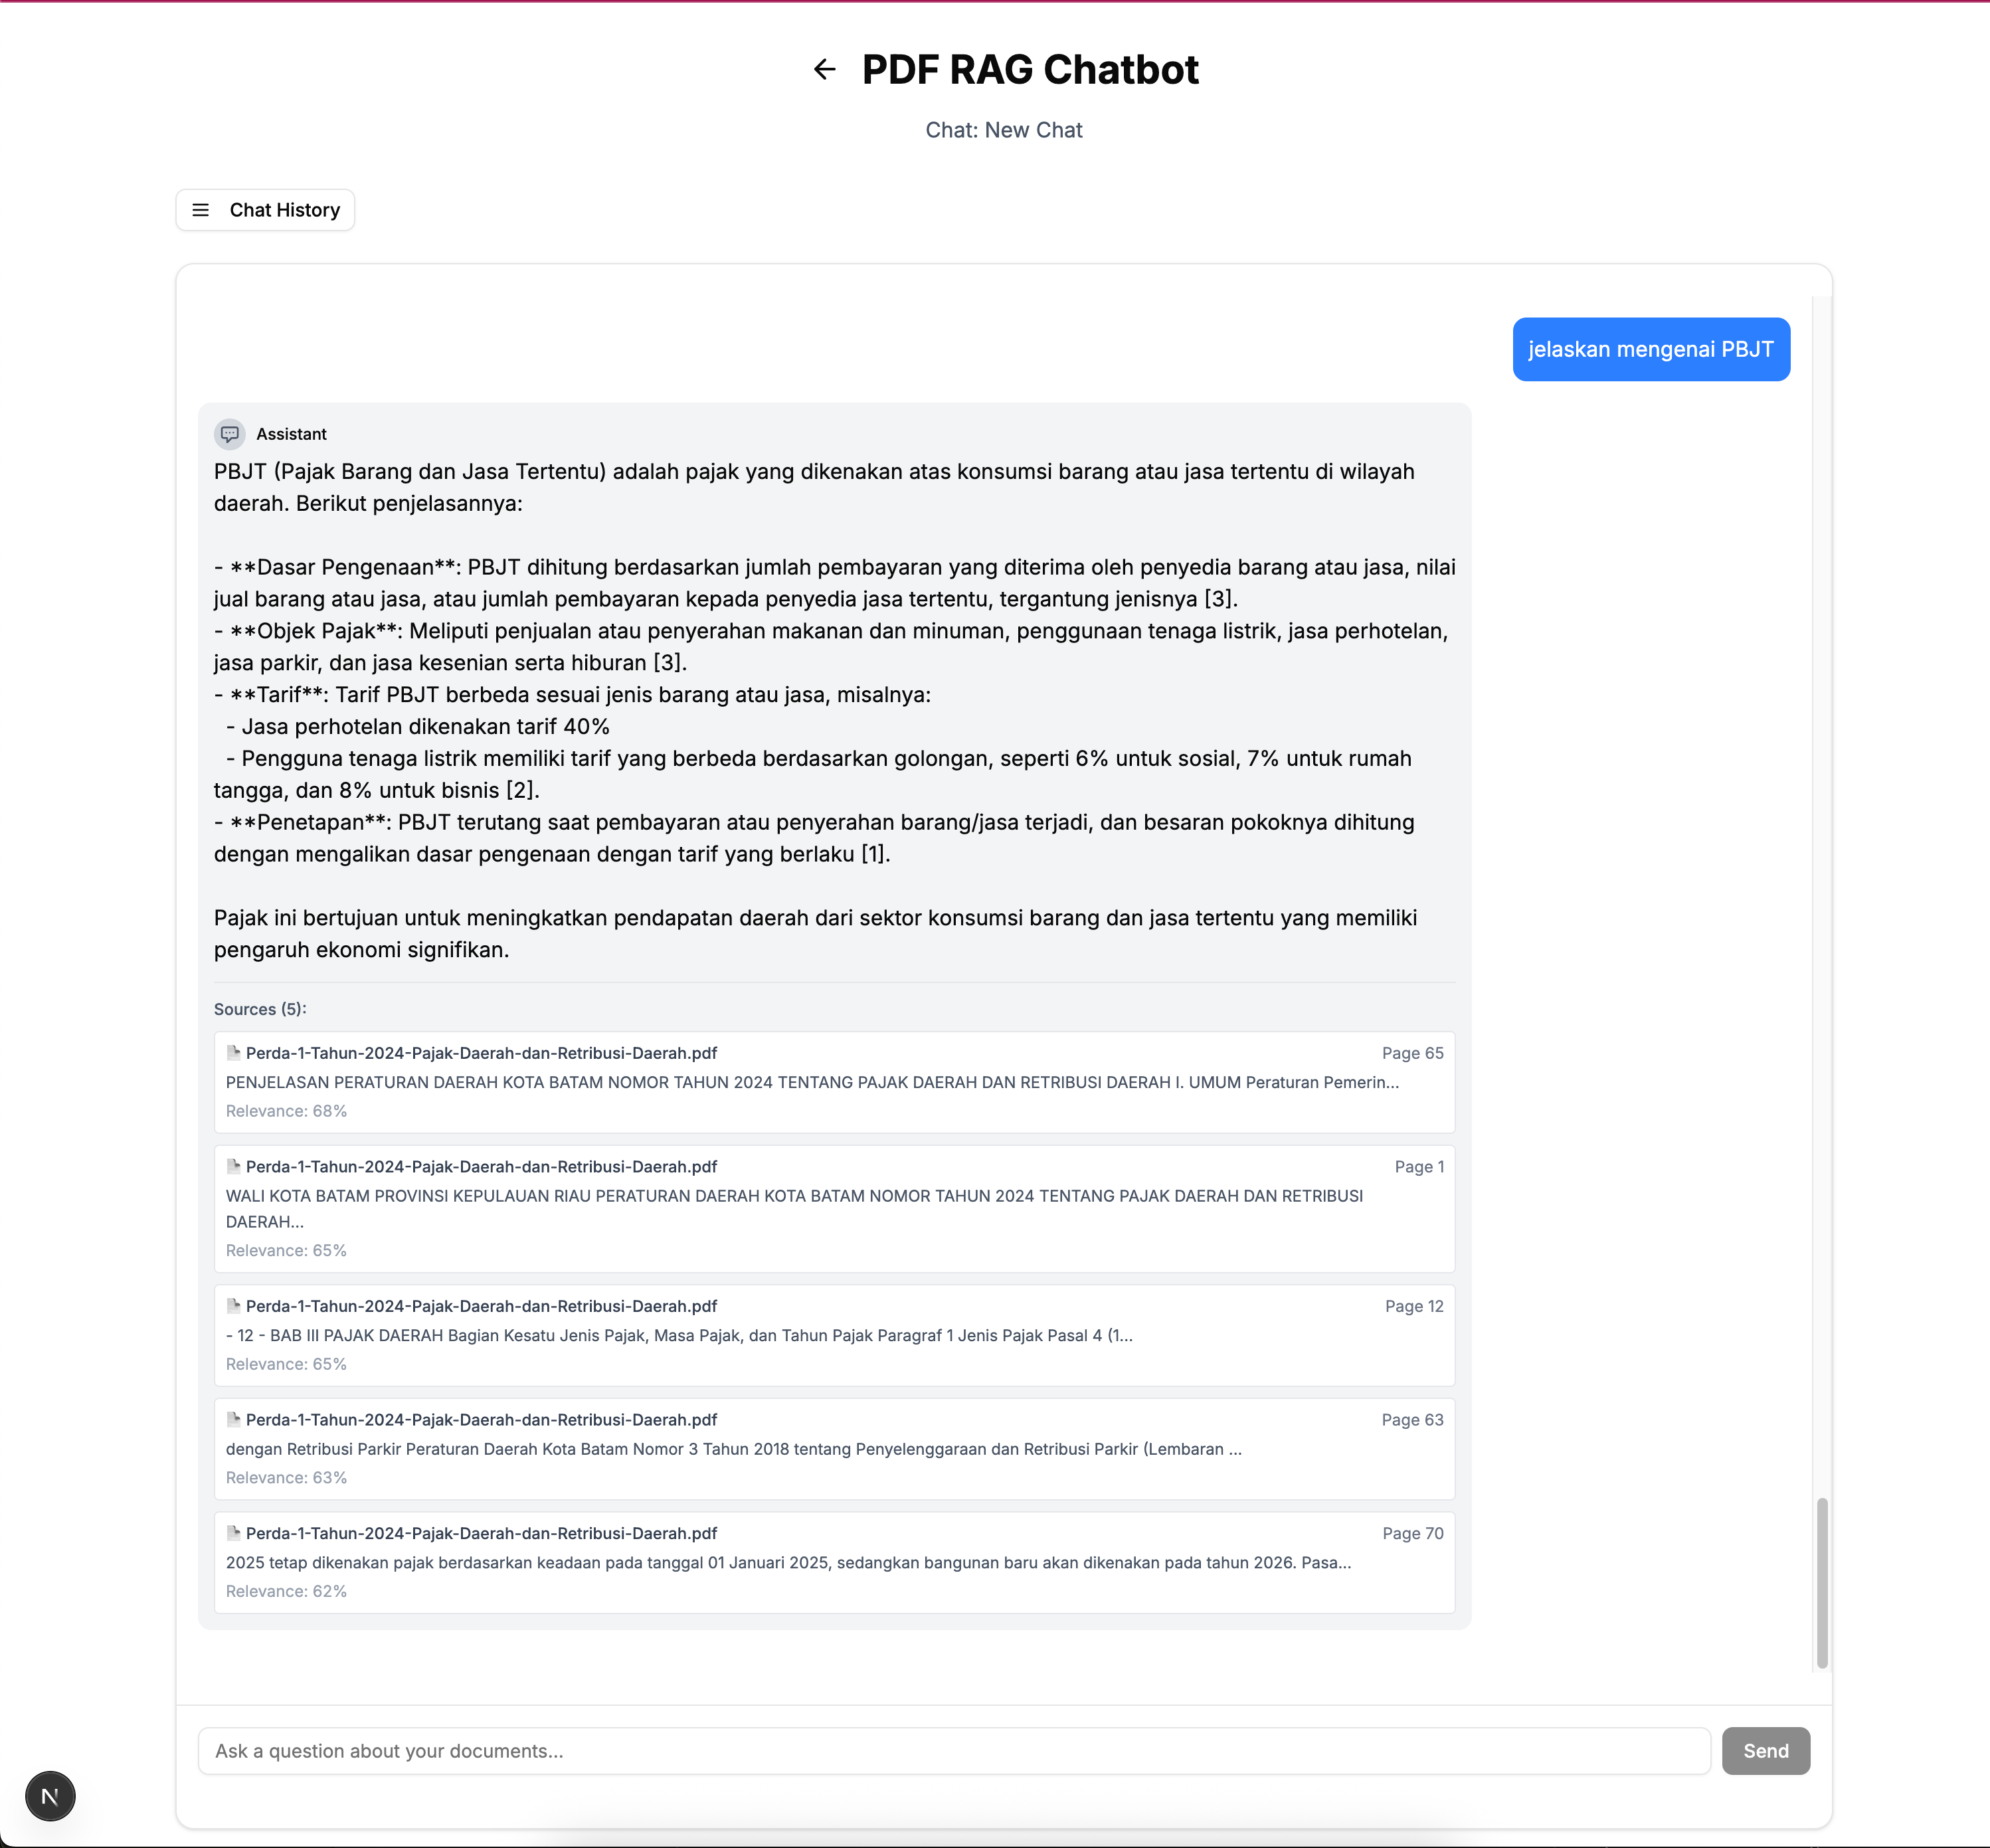 PDF RAG Chatbot
Chat: New Chat
Chat History
jelaskan mengenai PBJT
Assistant
PBJT (Pajak Barang dan Jasa Tertentu) adalah pajak yang dikenakan atas konsumsi barang atau jasa tertentu di wilayah
daerah. Berikut penjelasannya:
- **Dasar Pengenaan**: PBJT dihitung berdasarkan jumlah pembayaran yang diterima oleh penyedia barang atau jasa, nilai
jual barang atau jasa, atau jumlah pembayaran kepada penyedia jasa tertentu, tergantung jenisnya [3].
- **Objek Pajak**: Meliputi penjualan atau penyerahan makanan dan minuman, penggunaan tenaga listrik, jasa perhotelan,
jasa parkir, dan jasa kesenian serta hiburan [3].
- **Tarif**: Tarif PBJT berbeda sesuai jenis barang atau jasa, misalnya:
- Jasa perhotelan dikenakan tarif 40%
- Pengguna tenaga listrik memiliki tarif yang berbeda berdasarkan golongan, seperti 6% untuk sosial, 7% untuk rumah
tangga, dan 8% untuk bisnis [2].
- **Penetapan**: PBJT terutang saat pembayaran atau penyerahan barang/jasa terjadi, dan besaran pokoknya dihitung
dengan mengalikan dasar pengenaan dengan tarif yang berlaku [1].
Pajak ini bertujuan untuk meningkatkan pendapatan daerah dari sektor konsumsi barang dan jasa tertentu yang memiliki
pengaruh ekonomi signifikan.
Sources (5):
Perda-1-Tahun-2024-Pajak-Daerah-dan-Retribusi-Daerah.pdf Page 65
PENJELASAN PERATURAN DAERAH KOTA BATAM NOMOR TAHUN 2024 TENTANG PAJAK DAERAH DAN RETRIBUSI DAERAH I. UMUM Peraturan Pemerin...
Relevance: 68%
Perda-1-Tahun-2024-Pajak-Daerah-dan-Retribusi-Daerah.pdf Page 1
WALI KOTA BATAM PROVINSI KEPULAUAN RIAU PERATURAN DAERAH KOTA BATAM NOMOR TAHUN 2024 TENTANG PAJAK DAERAH DAN RETRIBUSI
DAERAH...
Relevance: 65%
Perda-1-Tahun-2024-Pajak-Daerah-dan-Retribusi-Daerah.pdf Page 12
- 12 - BAB III PAJAK DAERAH Bagian Kesatu Jenis Pajak, Masa Pajak, dan Tahun Pajak Paragraf 1 Jenis Pajak Pasal 4 (1...
Relevance: 65%
Perda-1-Tahun-2024-Pajak-Daerah-dan-Retribusi-Daerah.pdf Page 63
dengan Retribusi Parkir Peraturan Daerah Kota Batam Nomor 3 Tahun 2018 tentang Penyelenggaraan dan Retribusi Parkir (Lembaran ...
Relevance: 63%
Perda-1-Tahun-2024-Pajak-Daerah-dan-Retribusi-Daerah.pdf Page 70
2025 tetap dikenakan pajak berdasarkan keadaan pada tanggal 01 Januari 2025, sedangkan bangunan baru akan dikenakan pada tahun 2026. Pasa...
Relevance: 62%
Ask a question about your documents...
Send
N